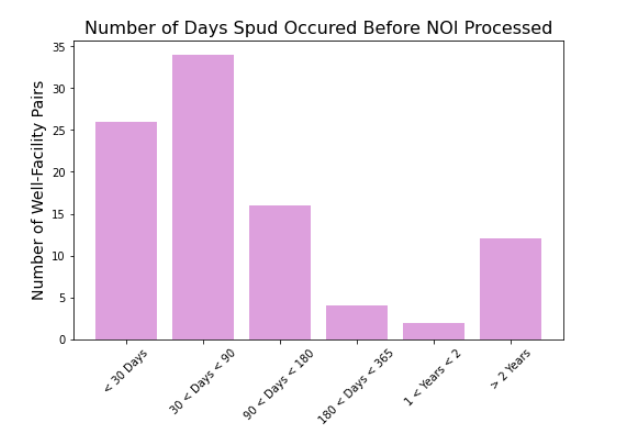 Number of Days Spud Occured Before NOI Processed
Number of Well-Facility Pairs
35
30
25
20
15
10
5
0
< 30 Days
30 < Days < 90
90 < Days < 180
180 < Days < 365
1 < Years < 2
> 2 Years